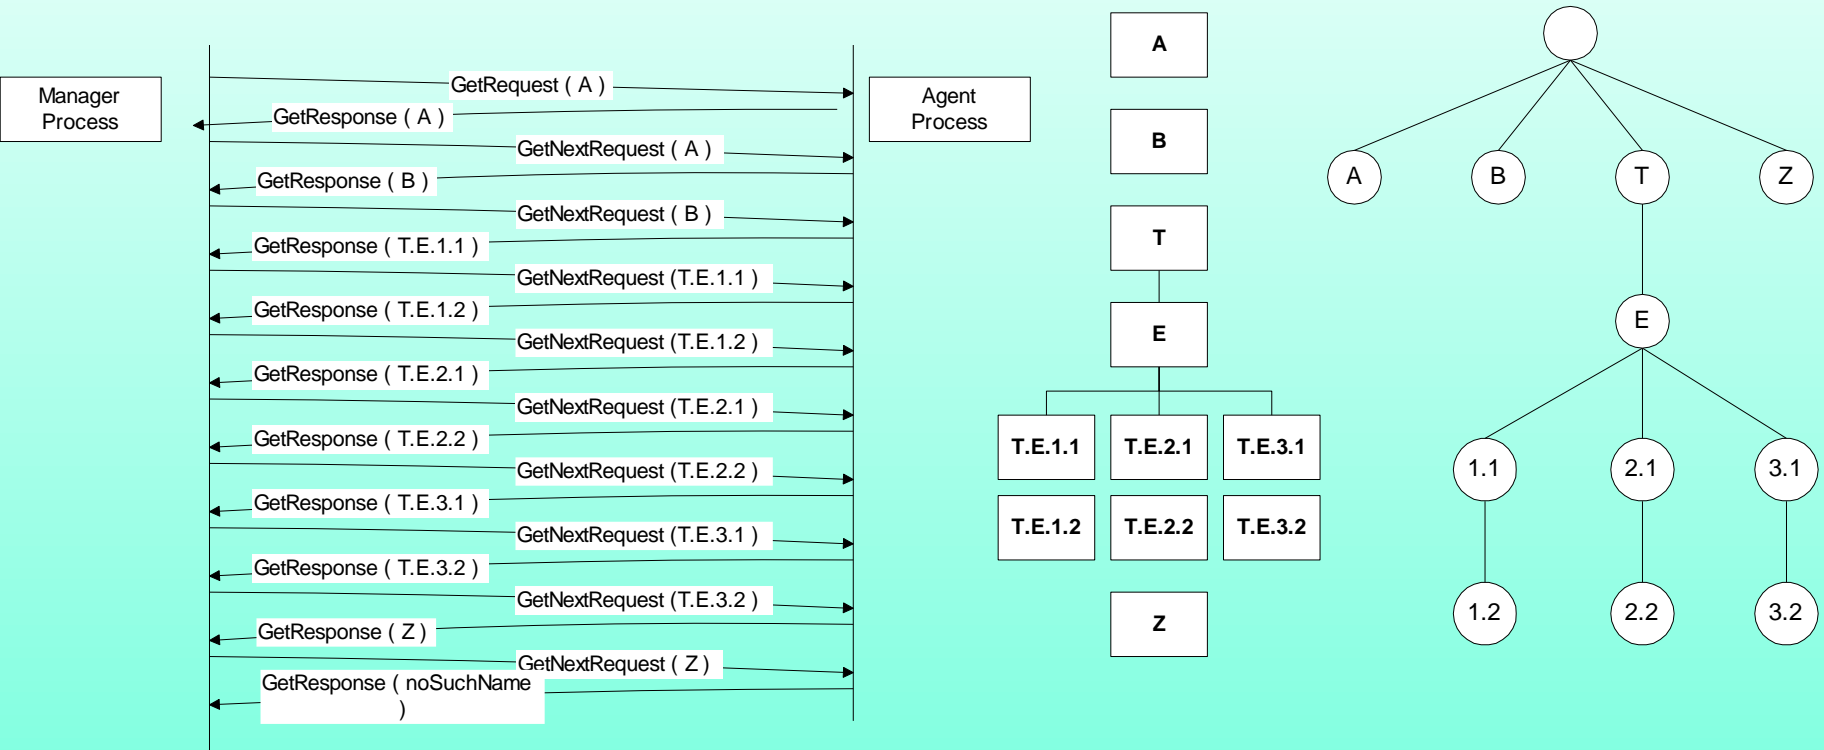 Manager
Process
GetRequest ( A )
GetResponse ( A )
GetNextRequest ( A )
GetResponse ( B )
GetNextRequest ( B )
GetResponse ( T.E.1.1 )
GetNextRequest (T.E.1.1 )
GetResponse ( T.E.1.2 )
GetNextRequest (T.E.1.2 )
GetResponse ( T.E.2.1 )
GetNextRequest (T.E.2.1 )
GetResponse ( T.E.2.2 )
GetNextRequest (T.E.2.2 )
GetResponse ( T.E.3.1 )
GetNextRequest (T.E.3.1 )
GetResponse ( T.E.3.2 )
GetNextRequest (T.E.3.2 )
GetResponse ( Z )
GetNextRequest ( Z )
GetResponse ( noSuchName
)
Agent
Process
A
B
T
E
T.E.1.1 T.E.2.1 T.E.3.1
T.E.1.2 T.E.2.2 T.E.3.2
Z
A B T Z
E
1.1 2.1 3.1
1.2 2.2 3.2